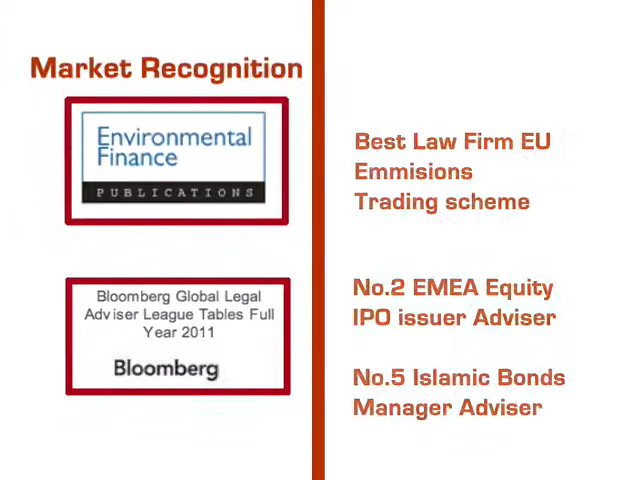 Market Recognition
Environmental
Finance
PUBLICATIONS
Best Law Firm EU
Emmisions
Trading scheme
Bloomberg Global Legal
Adviser League Tables Full
Year 2011
Bloomberg
No.2 EMEA Equity
IPO issuer Adviser
No.5 Islamic Bonds
Manager Adviser